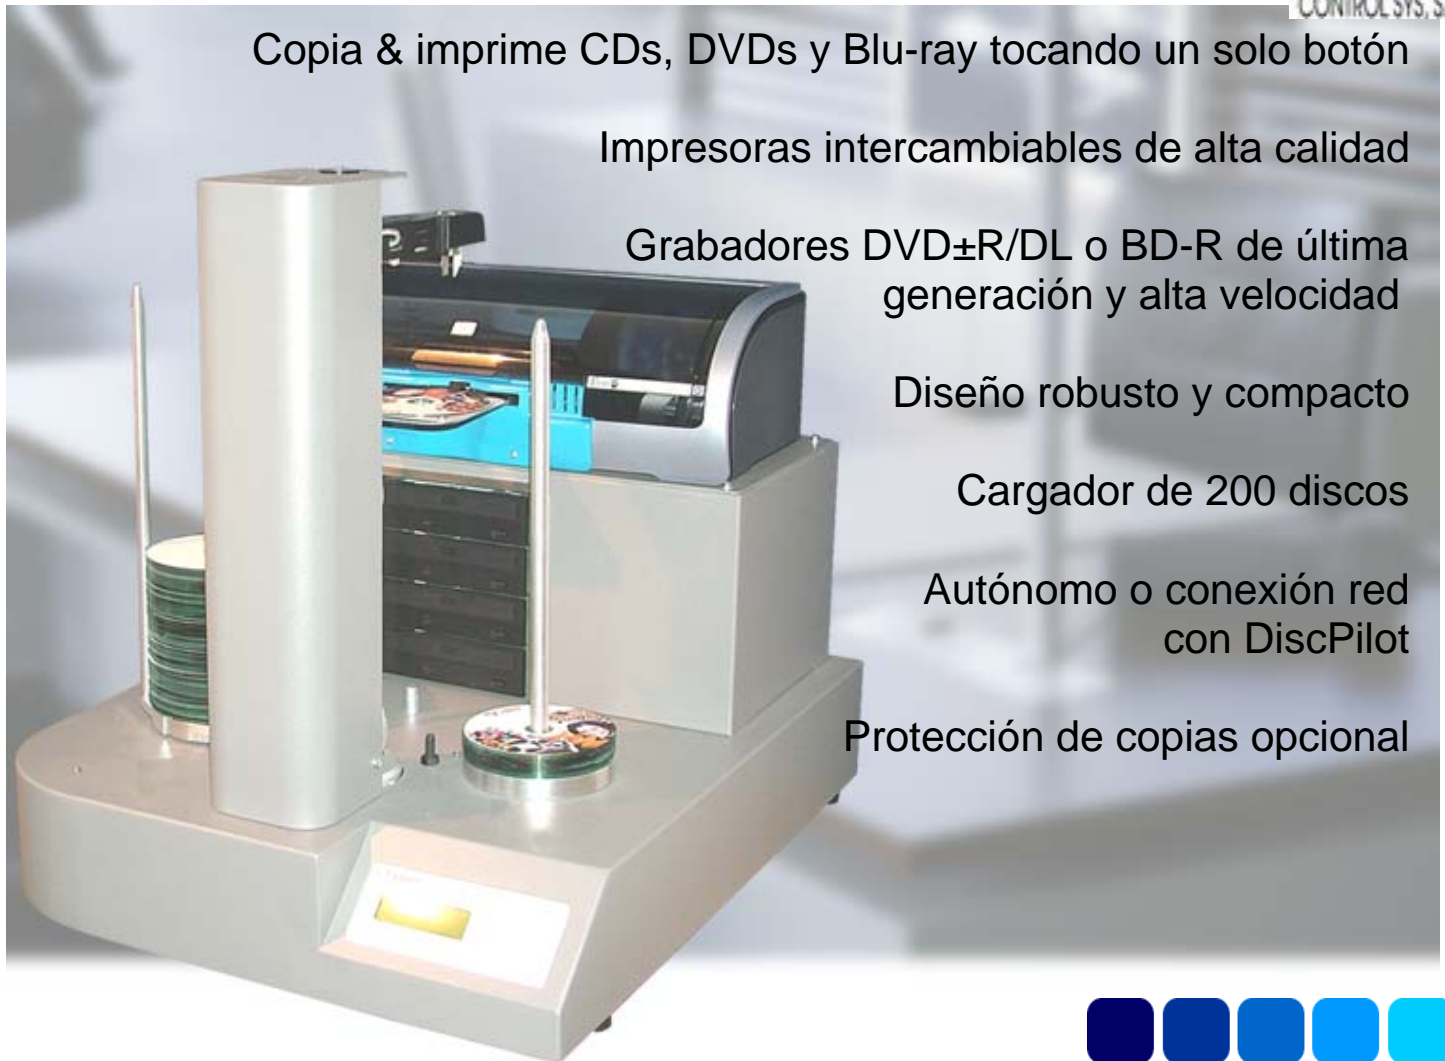 CONTROL SYS, S
Copia & imprime CDs, DVDs y Blu-ray tocando un solo botón
Impresoras intercambiables de alta calidad
Grabadores DVD±R/DL o BD-R de última
generación y alta velocidad
Diseño robusto y compacto
Cargador de 200 discos
Autónomo o conexión red
con DiscPilot
Protección de copias opcional